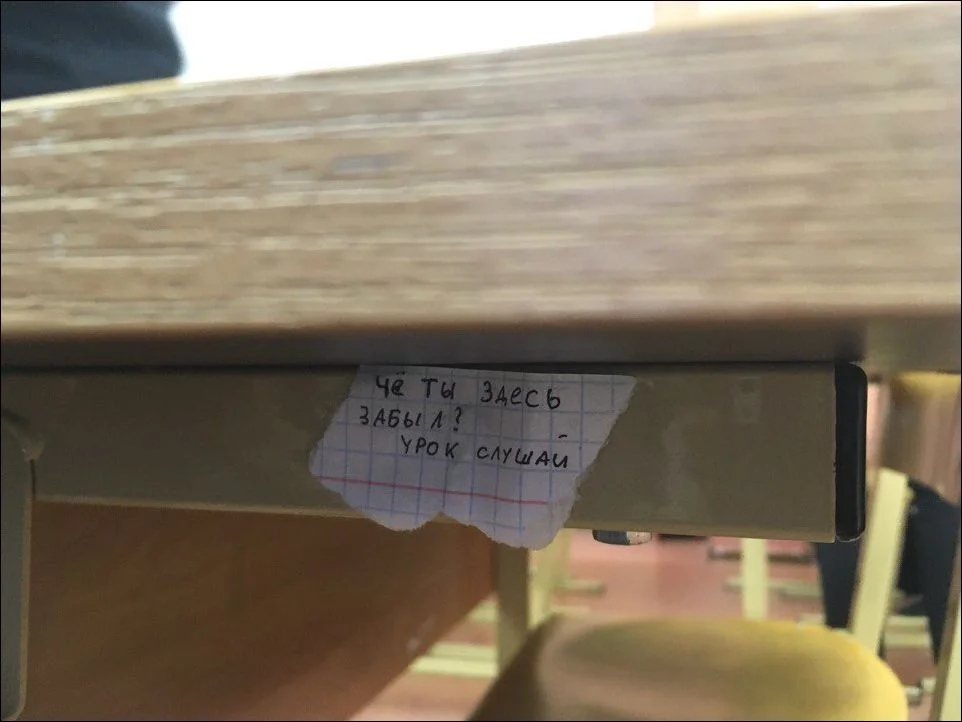 чё ты здесь
забыл?
урок слушай